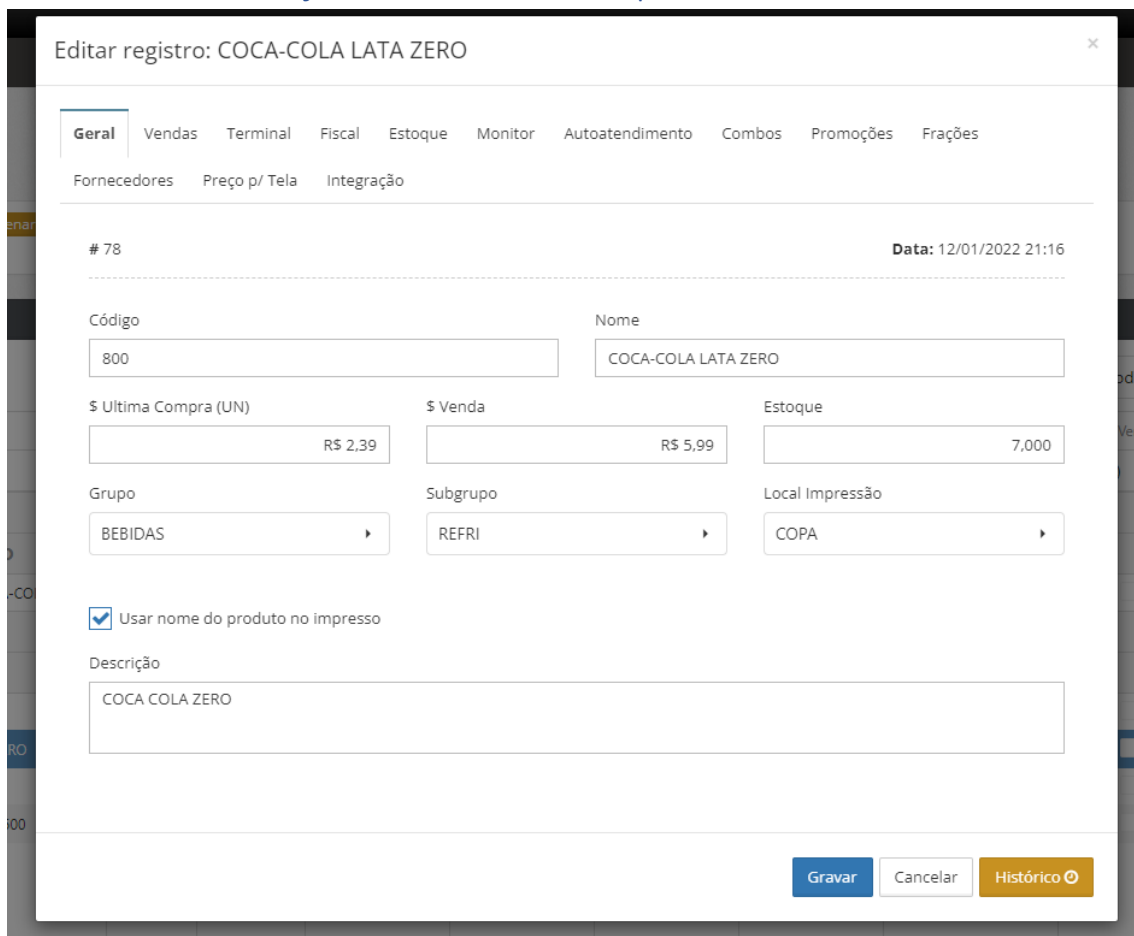 Editar registro: COCA-COLA LATA ZERO ×
Geral Vendas Terminal Fiscal Estoque Monitor Autoatendimento Combos Promoções Frações
Fornecedores Preço p/ Tela Integração
# 78 Data: 12/01/2022 21:16
Código Nome
800 COCA-COLA LATA ZERO
$ Ultima Compra (UN) $ Venda Estoque
R$ 2,39 R$ 5,99 7,000
Grupo Subgrupo Local Impressão
BEBIDAS REFRI COPA
Usar nome do produto no impresso
Descrição
COCA COLA ZERO
Gravar Cancelar Histórico